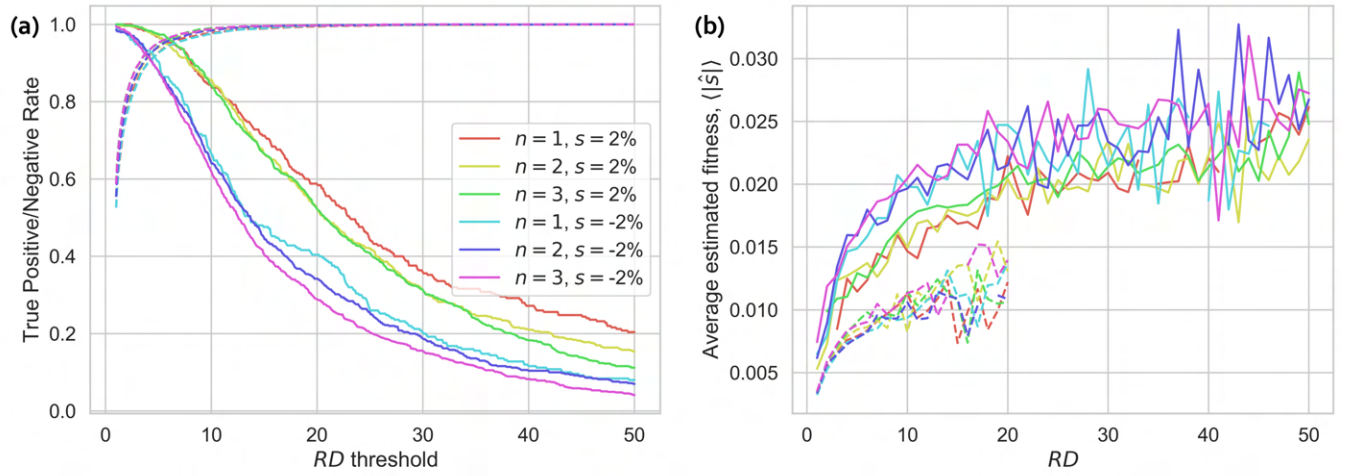 (a)
True Positive/Negative Rate
1.0
0.8
0.6
0.4
0.2
0.0
0 10 20 30 40 50
RD threshold
n = 1, s = 2%
n = 2, s = 2%
n = 3, s = 2%
n = 1, s = -2%
n = 2, s = -2%
n = 3, s = -2%
(b)
Average estimated fitness, ⟨|ŝ|⟩
0.030
0.025
0.020
0.015
0.010
0.005
0 10 20 30 40 50
RD